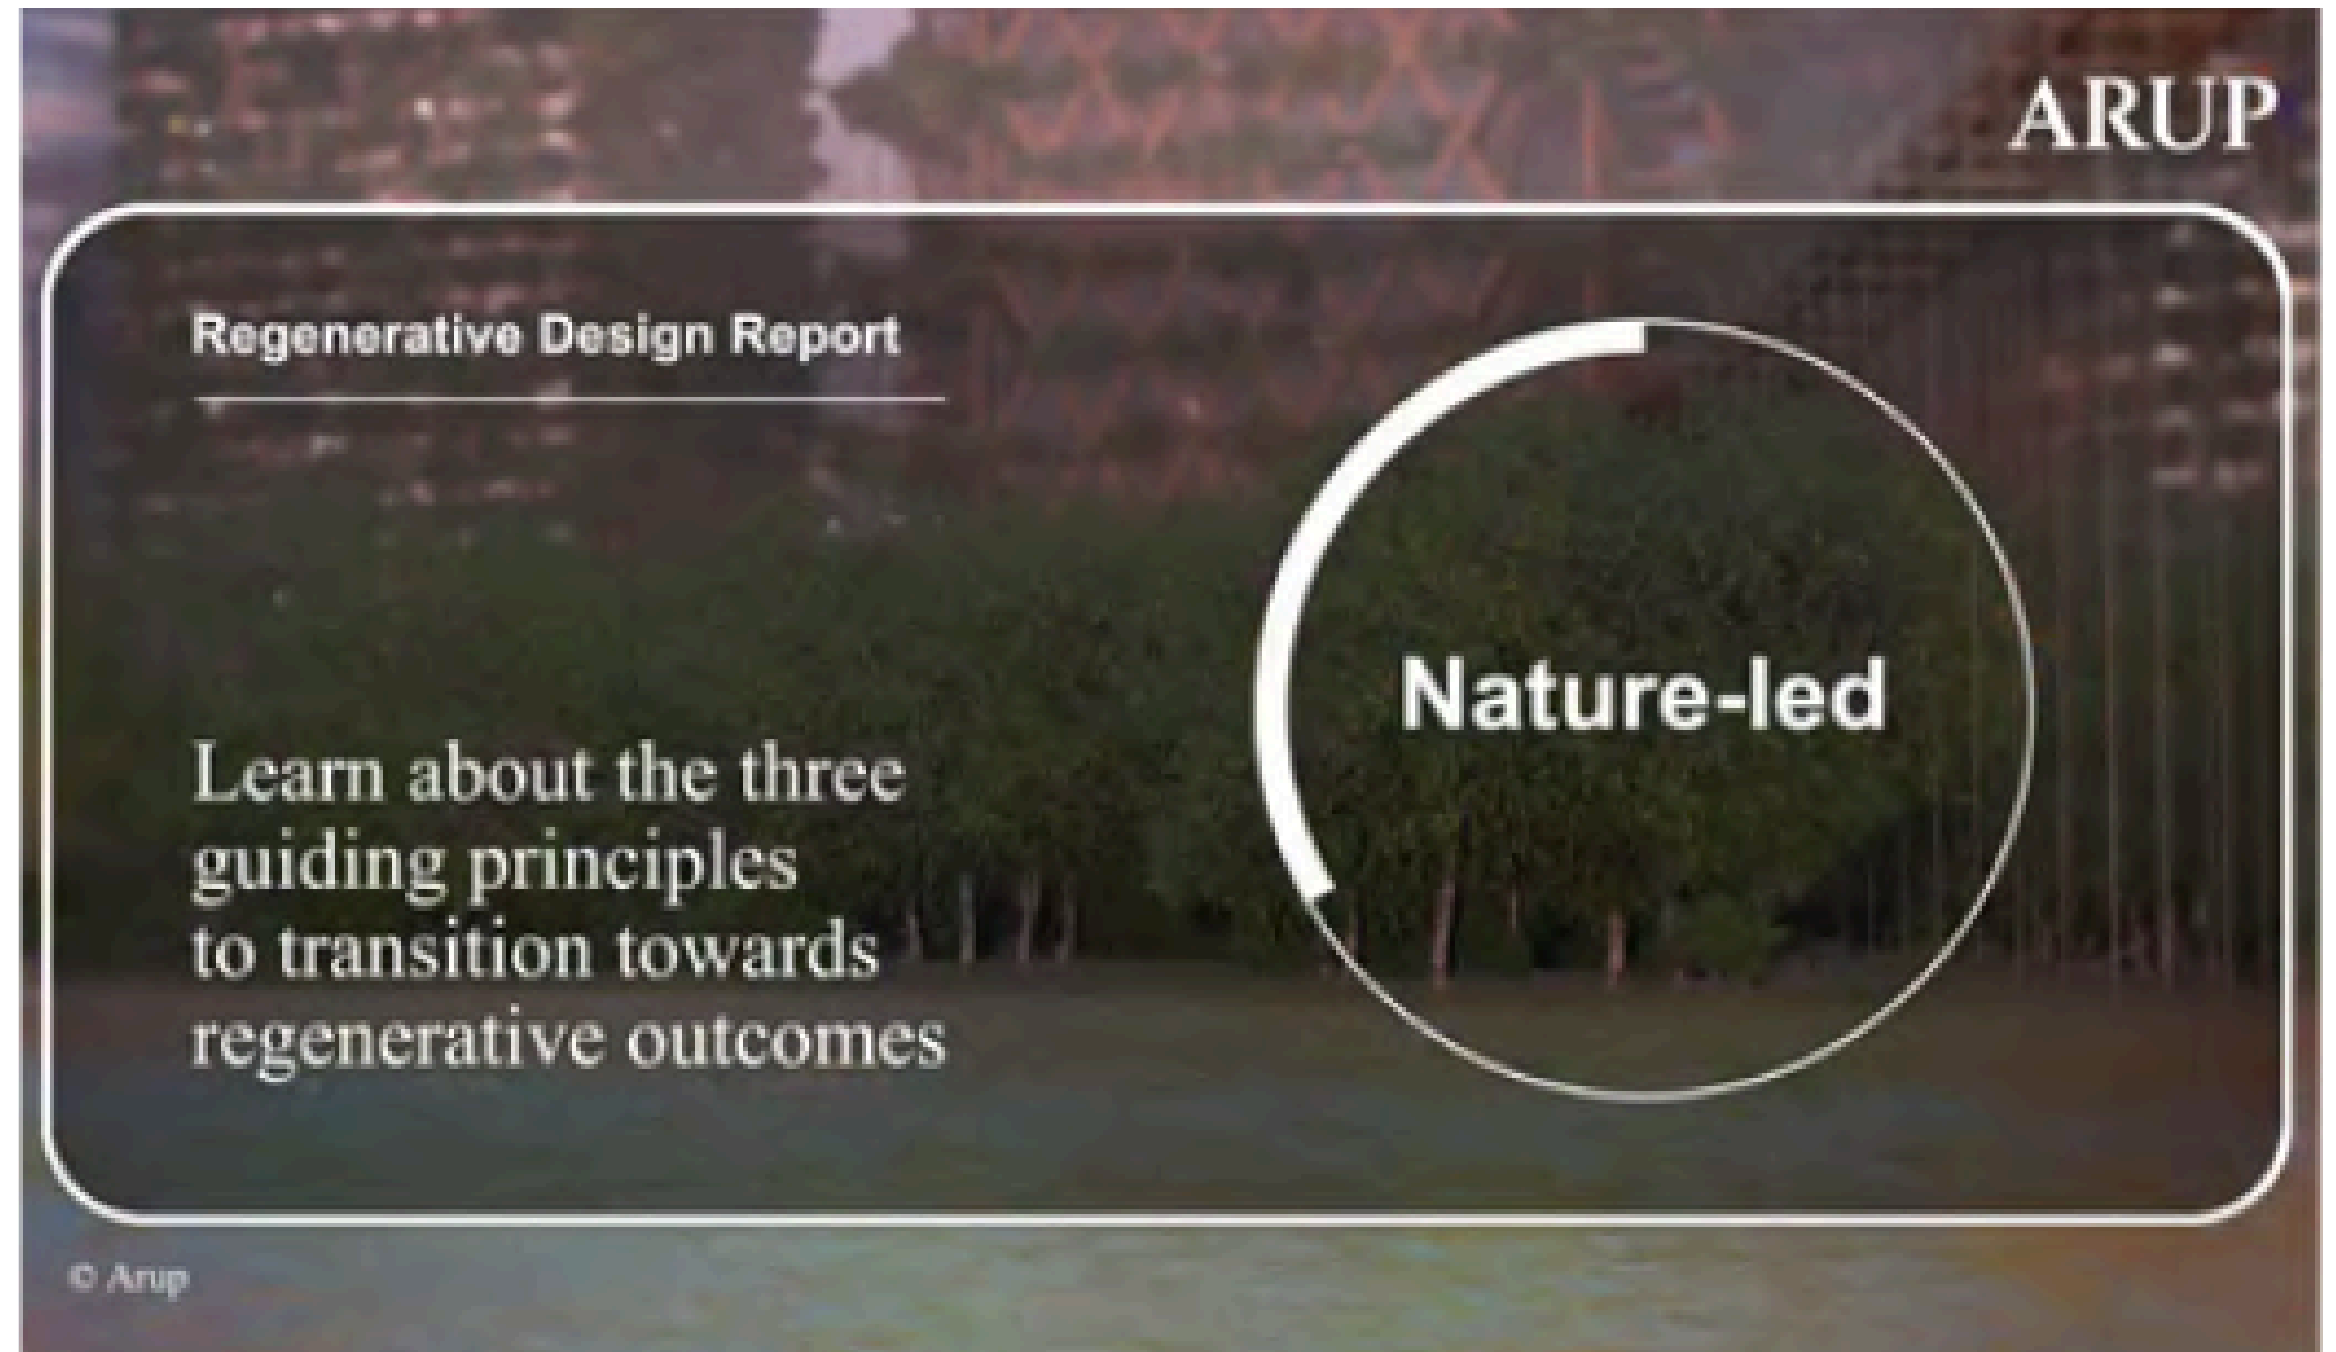 ARUP
Regenerative Design Report
Learn about the three
guiding principles
to transition towards
regenerative outcomes
Nature-led
© Arup